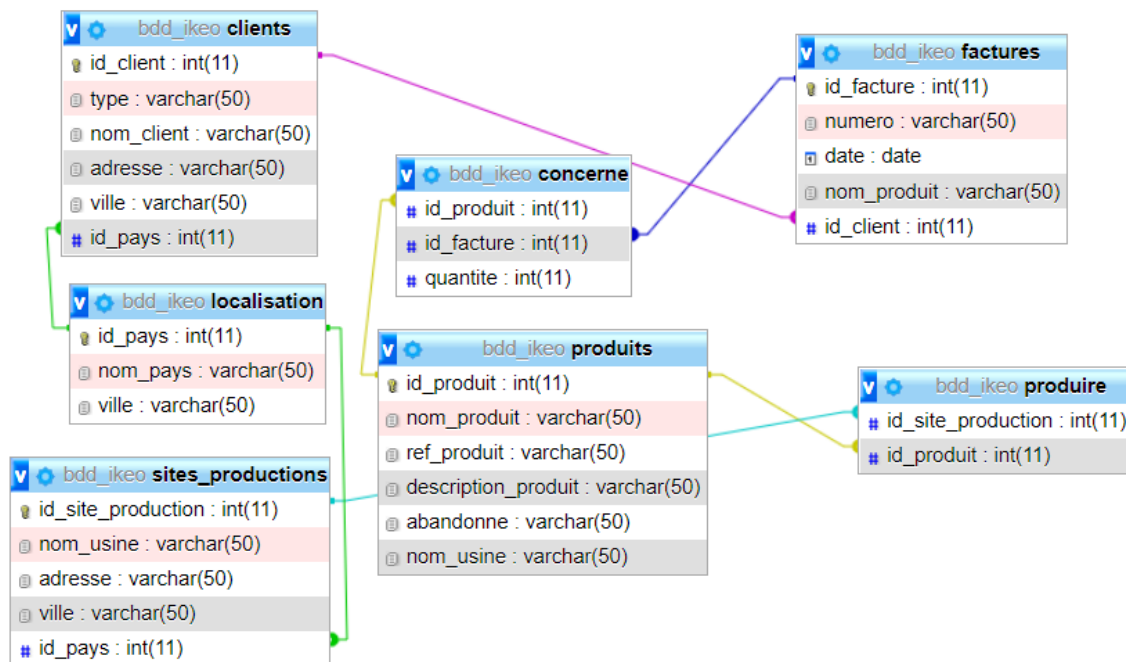 bdd_ikeo clients
id_client : int(11)
type : varchar(50)
nom_client : varchar(50)
adresse : varchar(50)
ville : varchar(50)
id_pays : int(11)
bdd_ikeo factures
id_facture : int(11)
numero : varchar(50)
date : date
nom_produit : varchar(50)
id_client : int(11)
bdd_ikeo concerne
id_produit : int(11)
id_facture : int(11)
quantite : int(11)
bdd_ikeo localisation
id_pays : int(11)
nom_pays : varchar(50)
ville : varchar(50)
bdd_ikeo produits
id_produit : int(11)
nom_produit : varchar(50)
ref_produit : varchar(50)
description_produit : varchar(50)
abandonne : varchar(50)
nom_usine : varchar(50)
bdd_ikeo produire
id_site_production : int(11)
id_produit : int(11)
bdd_ikeo sites_productions
id_site_production : int(11)
nom_usine : varchar(50)
adresse : varchar(50)
ville : varchar(50)
id_pays : int(11)